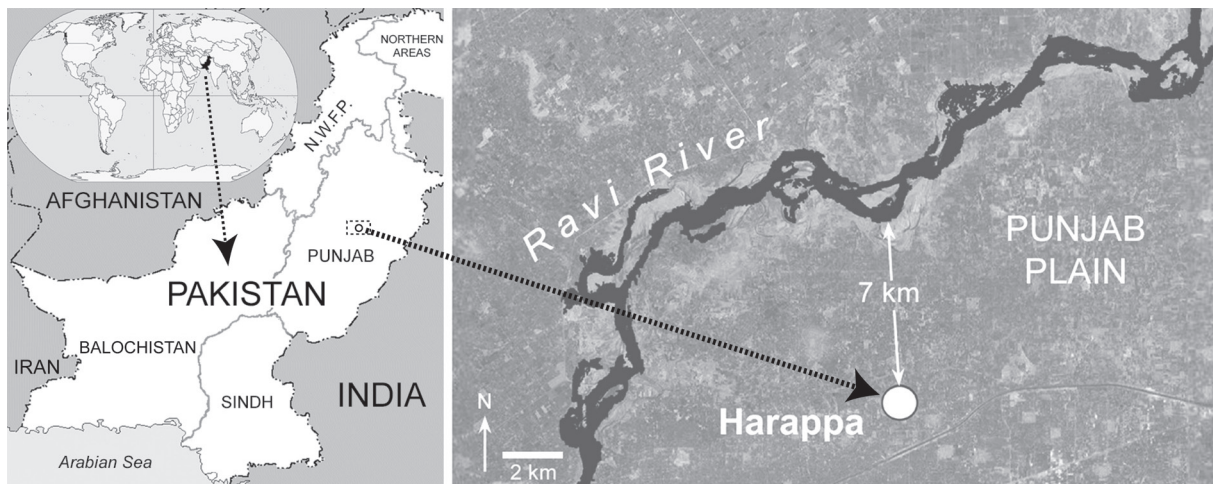 NORTHERN
AREAS
N.W.F.P.
AFGHANISTAN
PUNJAB
PAKISTAN
BALOCHISTAN
IRAN
SINDH
INDIA
Arabian Sea
Ravi River
PUNJAB
PLAIN
7 km
Harappa
N
2 km